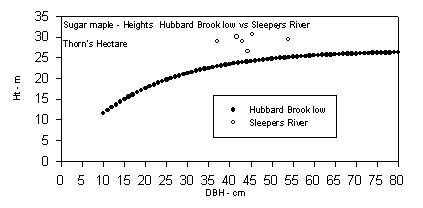 Sugar maple - Heights Hubbard Brook low vs Sleepers River
Thorn's Hectare
35
30
25
20
15
10
5
0
Ht - m
Hubbard Brook low
Sleepers River
0 5 10 15 20 25 30 35 40 45 50 55 60 65 70 75 80
DBH - cm